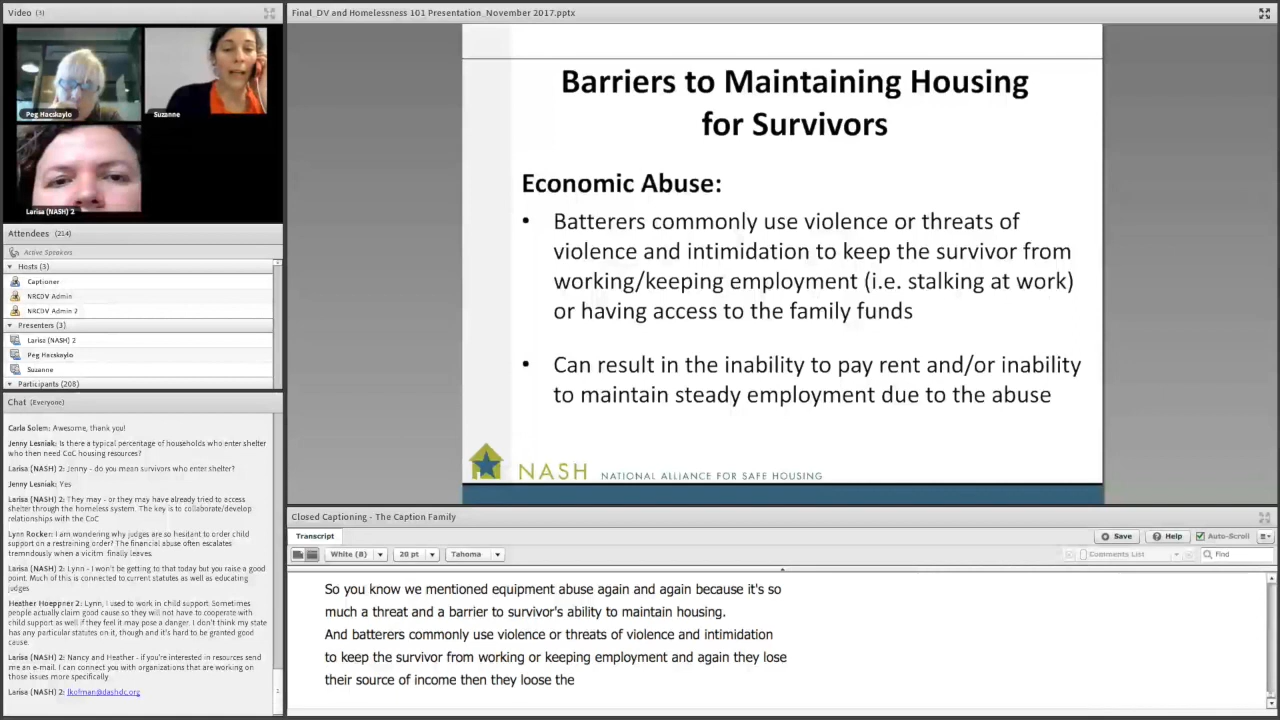 Video (3)
Peg Hacskaylo
Suzanne
Larisa (NASH) 2
Attendees (214)
Active Speakers
Hosts (3)
Captioner
NRCDV Admin
NRCDV Admin 2
Presenters (3)
Larisa (NASH) 2
Peg Hacskaylo
Suzanne
Participants (208)
Chat (Everyone)
Carla Solem: Awesome, thank you!
Jenny Lesniak: Is there a typical percentage of households who enter shelter
who then need CoC housing resources?
Larisa (NASH) 2: Jenny - do you mean survivors who enter shelter?
Jenny Lesniak: Yes
Larisa (NASH) 2: They may - or they may have already tried to access
shelter through the homeless system. The key is to collaborate/develop
relationships with the CoC
Lynn Rocker: I am wondering why judges are so hesitant to order child
support on a restraining order? The financial abuse often escalates
tremndously when a victim finally leaves.
Larisa (NASH) 2: Lynn - I won't be getting to that today but you raise a good
point. Much of this is connected to current statutes as well as educating
judges
Heather Hoeppner 2: Lynn, I used to work in child support. Sometimes
people actually claim good cause so they will not have to cooperate with
child support as well if they feel it may pose a danger. I don't think my state
has any particular statutes on it, though and it's hard to be granted good
cause.
Larisa (NASH) 2: Nancy and Heather - if you're interested in resources send
me an e-mail. I can connect you with organizations that are working on
those issues more specifically.
Larisa (NASH) 2: lkofman@dashdc.org
Final_DV and Homelessness 101 Presentation_November 2017.pptx
Barriers to Maintaining Housing
for Survivors
Economic Abuse:
• Batterers commonly use violence or threats of
violence and intimidation to keep the survivor from
working/keeping employment (i.e. stalking at work)
or having access to the family funds
• Can result in the inability to pay rent and/or inability
to maintain steady employment due to the abuse
NASH NATIONAL ALLIANCE FOR SAFE HOUSING
Closed Captioning - The Caption Family
Transcript
Save
Help
Auto-Scroll
White (B)
20 pt
Tahoma
Comments List
Find
So you know we mentioned equipment abuse again and again because it's so
much a threat and a barrier to survivor's ability to maintain housing.
And batterers commonly use violence or threats of violence and intimidation
to keep the survivor from working or keeping employment and again they lose
their source of income then they loose the